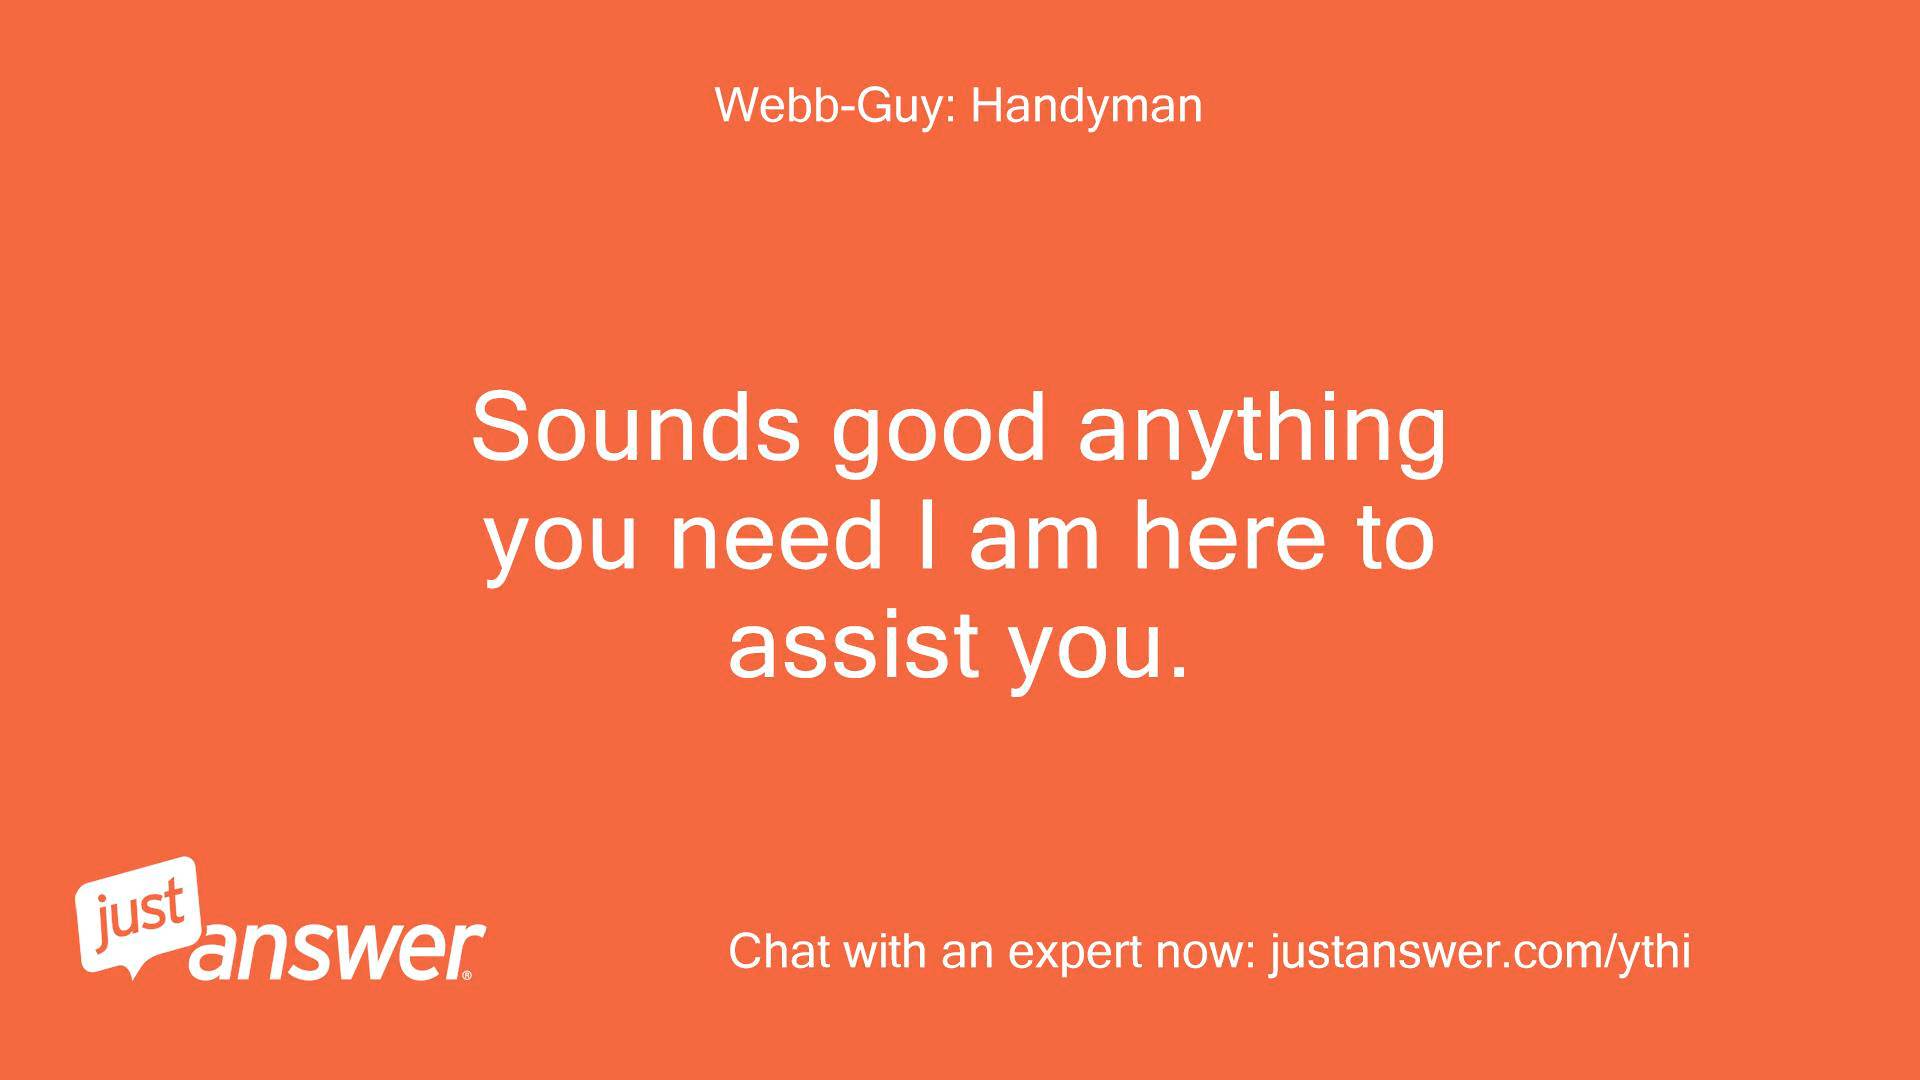 Webb-Guy: Handyman
Sounds good anything
you need I am here to
assist you.
just
answer®
Chat with an expert now: justanswer.com/ythi